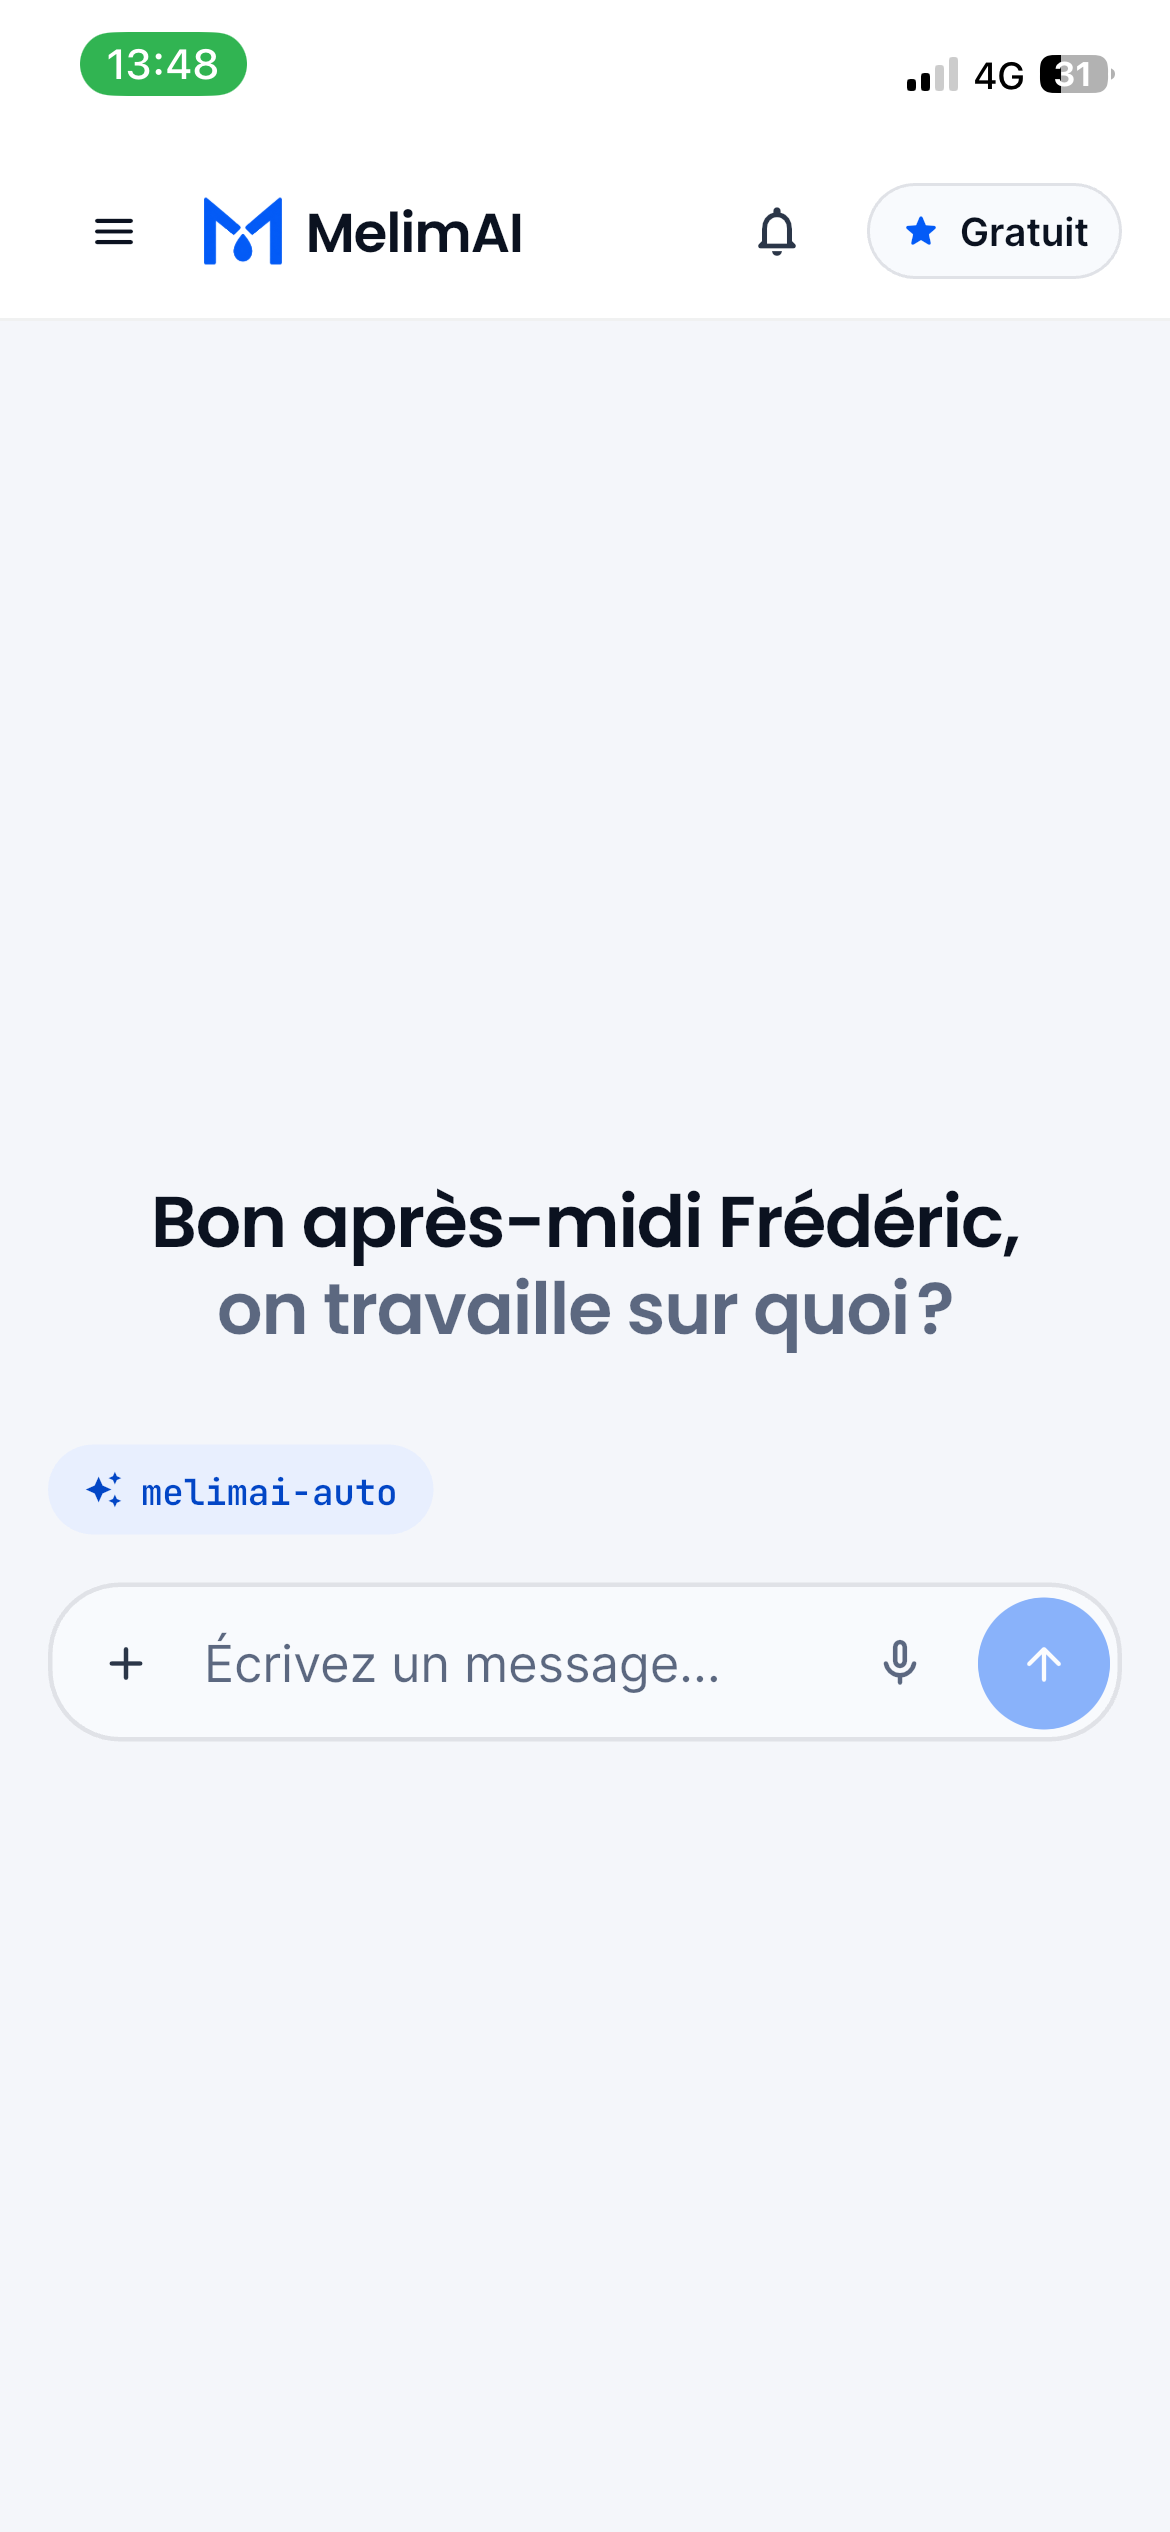 13:48
4G 31
MelimAI
Gratuit
Bon après-midi Frédéric,
on travaille sur quoi ?
melimai-auto
Écrivez un message...